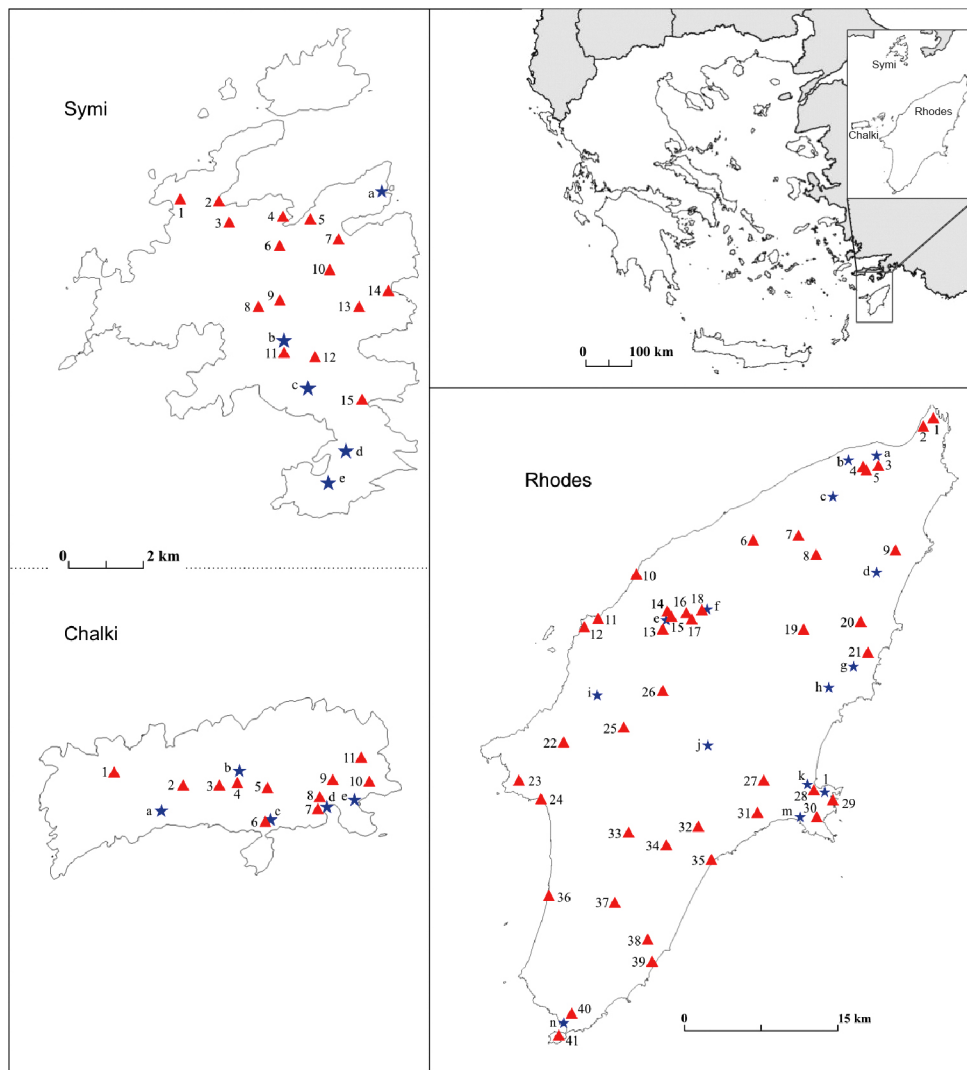 Symi
a
1
2
3
4
5
6
7
10
14
9
8
13
b
11
12
c
15
d
e
0 2 km
Chalki
11
1
b
2
3
4
5
9
10
8
d
e
a
7
c
6
Symi
Rhodes
Chalki
0 100 km
Rhodes
1
2
a
b
3
4
5
c
7
6
8
9
d
10
14
16
18
f
11
e
15
17
12
13
19
20
21
g
h
i
26
25
j
22
23
24
27
k
l
28
29
m
30
31
32
33
34
35
36
37
38
39
40
n
41
0 15 km